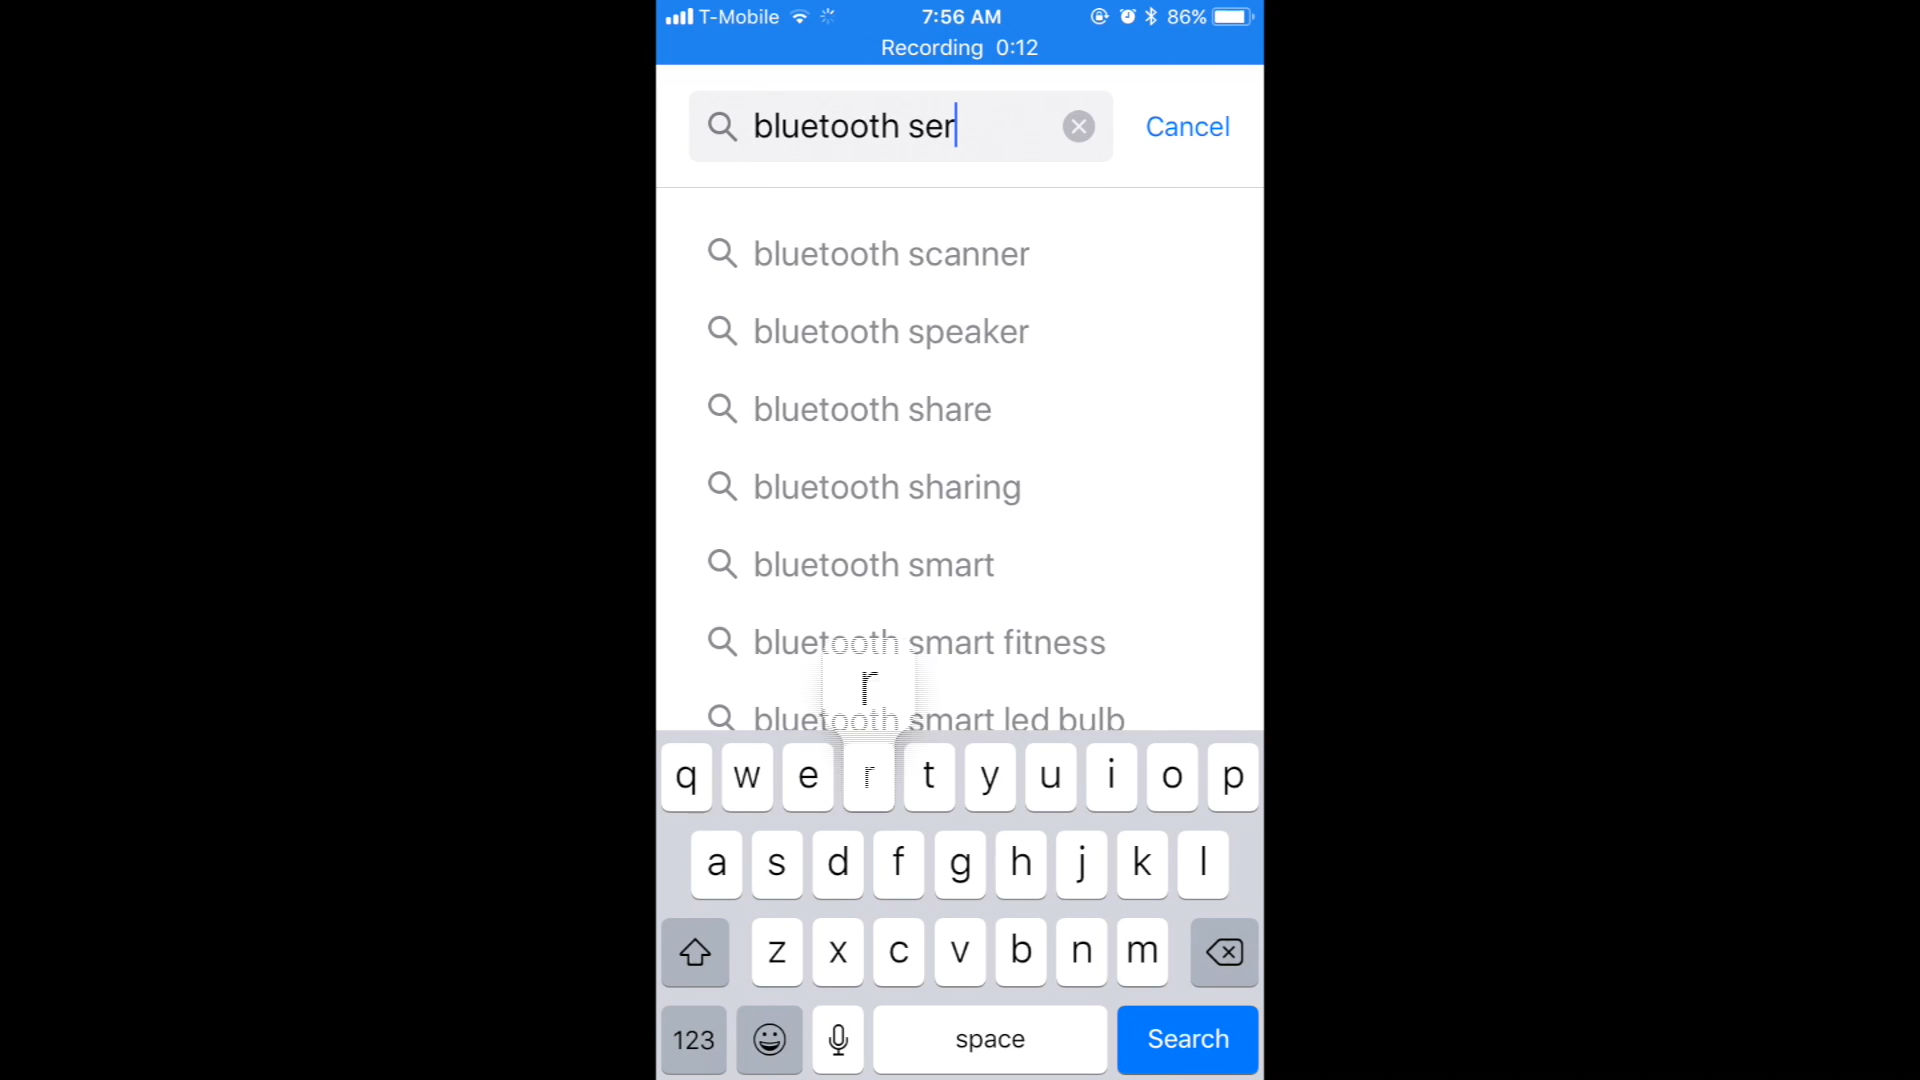 T-Mobile 7:56 AM 86%
Recording 0:12
bluetooth ser Cancel
bluetooth scanner
bluetooth speaker
bluetooth share
bluetooth sharing
bluetooth smart
bluetooth smart fitness
r
bluetooth smart led bulb
q w e r t y u i o p
a s d f g h j k l
z x c v b n m
123 space Search